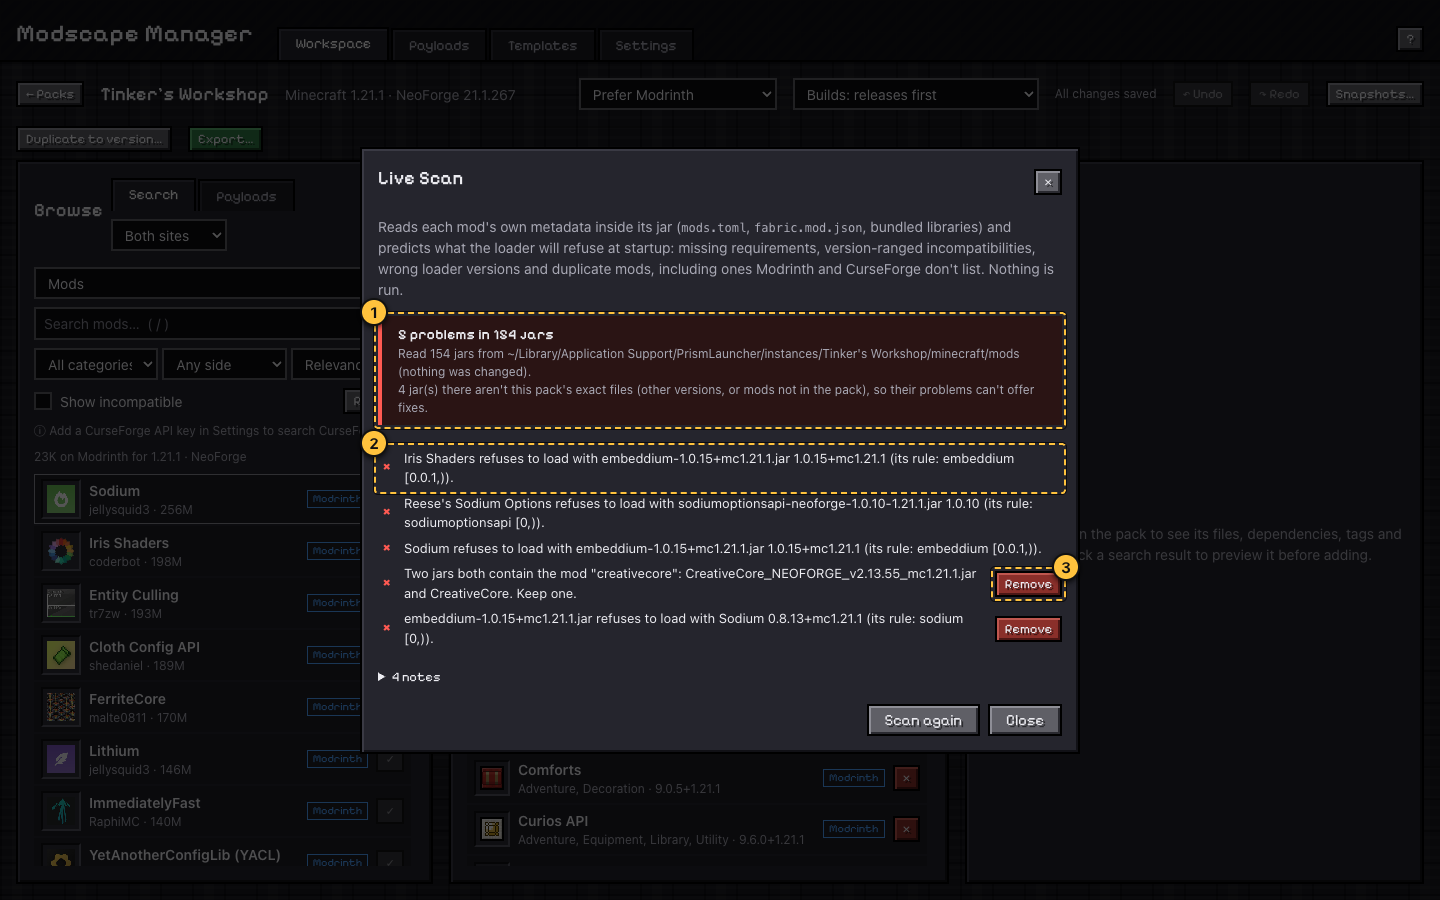 Modscape Manager
Workspace
Payloads
Templates
Settings
?
← Packs
Tinker's Workshop
Minecraft 1.21.1 · NeoForge 21.1.267
Prefer Modrinth
Builds: releases first
All changes saved
↶ Undo
↷ Redo
Snapshots...
Duplicate to version...
Export...
Browse
Search
Payloads
Both sites
Mods
Search mods... ( / )
All categories
Any side
Relevanc
Show incompatible
R
ⓘ Add a CurseForge API key in Settings to search CurseF
23K on Modrinth for 1.21.1 · NeoForge
Sodium
jellysquid3 · 256M
Modrinth
Iris Shaders
coderbot · 198M
Modrinth
Entity Culling
tr7zw · 193M
Modrinth
Cloth Config API
shedaniel · 189M
Modrinth
FerriteCore
malte0811 · 170M
Modrinth
Lithium
jellysquid3 · 146M
Modrinth
✓
ImmediatelyFast
RaphiMC · 140M
Modrinth
✓
YetAnotherConfigLib (YACL)
Modrinth
✓
Live Scan
×
Reads each mod's own metadata inside its jar (mods.toml, fabric.mod.json, bundled libraries) and
predicts what the loader will refuse at startup: missing requirements, version-ranged incompatibilities,
wrong loader versions and duplicate mods, including ones Modrinth and CurseForge don't list. Nothing is
run.
1
5 problems in 154 jars
Read 154 jars from ~/Library/Application Support/PrismLauncher/instances/Tinker's Workshop/minecraft/mods
(nothing was changed).
4 jar(s) there aren't this pack's exact files (other versions, or mods not in the pack), so their problems can't offer
fixes.
2
× Iris Shaders refuses to load with embeddium-1.0.15+mc1.21.1.jar 1.0.15+mc1.21.1 (its rule: embeddium
[0.0.1,)).
× Reese's Sodium Options refuses to load with sodiumoptionsapi-neoforge-1.0.10-1.21.1.jar 1.0.10 (its rule:
sodiumoptionsapi [0,)).
× Sodium refuses to load with embeddium-1.0.15+mc1.21.1.jar 1.0.15+mc1.21.1 (its rule: embeddium [0.0.1,)).
× Two jars both contain the mod "creativecore": CreativeCore_NEOFORGE_v2.13.55_mc1.21.1.jar
and CreativeCore. Keep one.
3
Remove
× embeddium-1.0.15+mc1.21.1.jar refuses to load with Sodium 0.8.13+mc1.21.1 (its rule: sodium
[0,)).
Remove
▶ 4 notes
Scan again
Close
Comforts
Adventure, Decoration · 9.0.5+1.21.1
Modrinth
×
Curios API
Adventure, Equipment, Library, Utility · 9.6.0+1.21.1
Modrinth
×
n the pack to see its files, dependencies, tags and
ck a search result to preview it before adding.